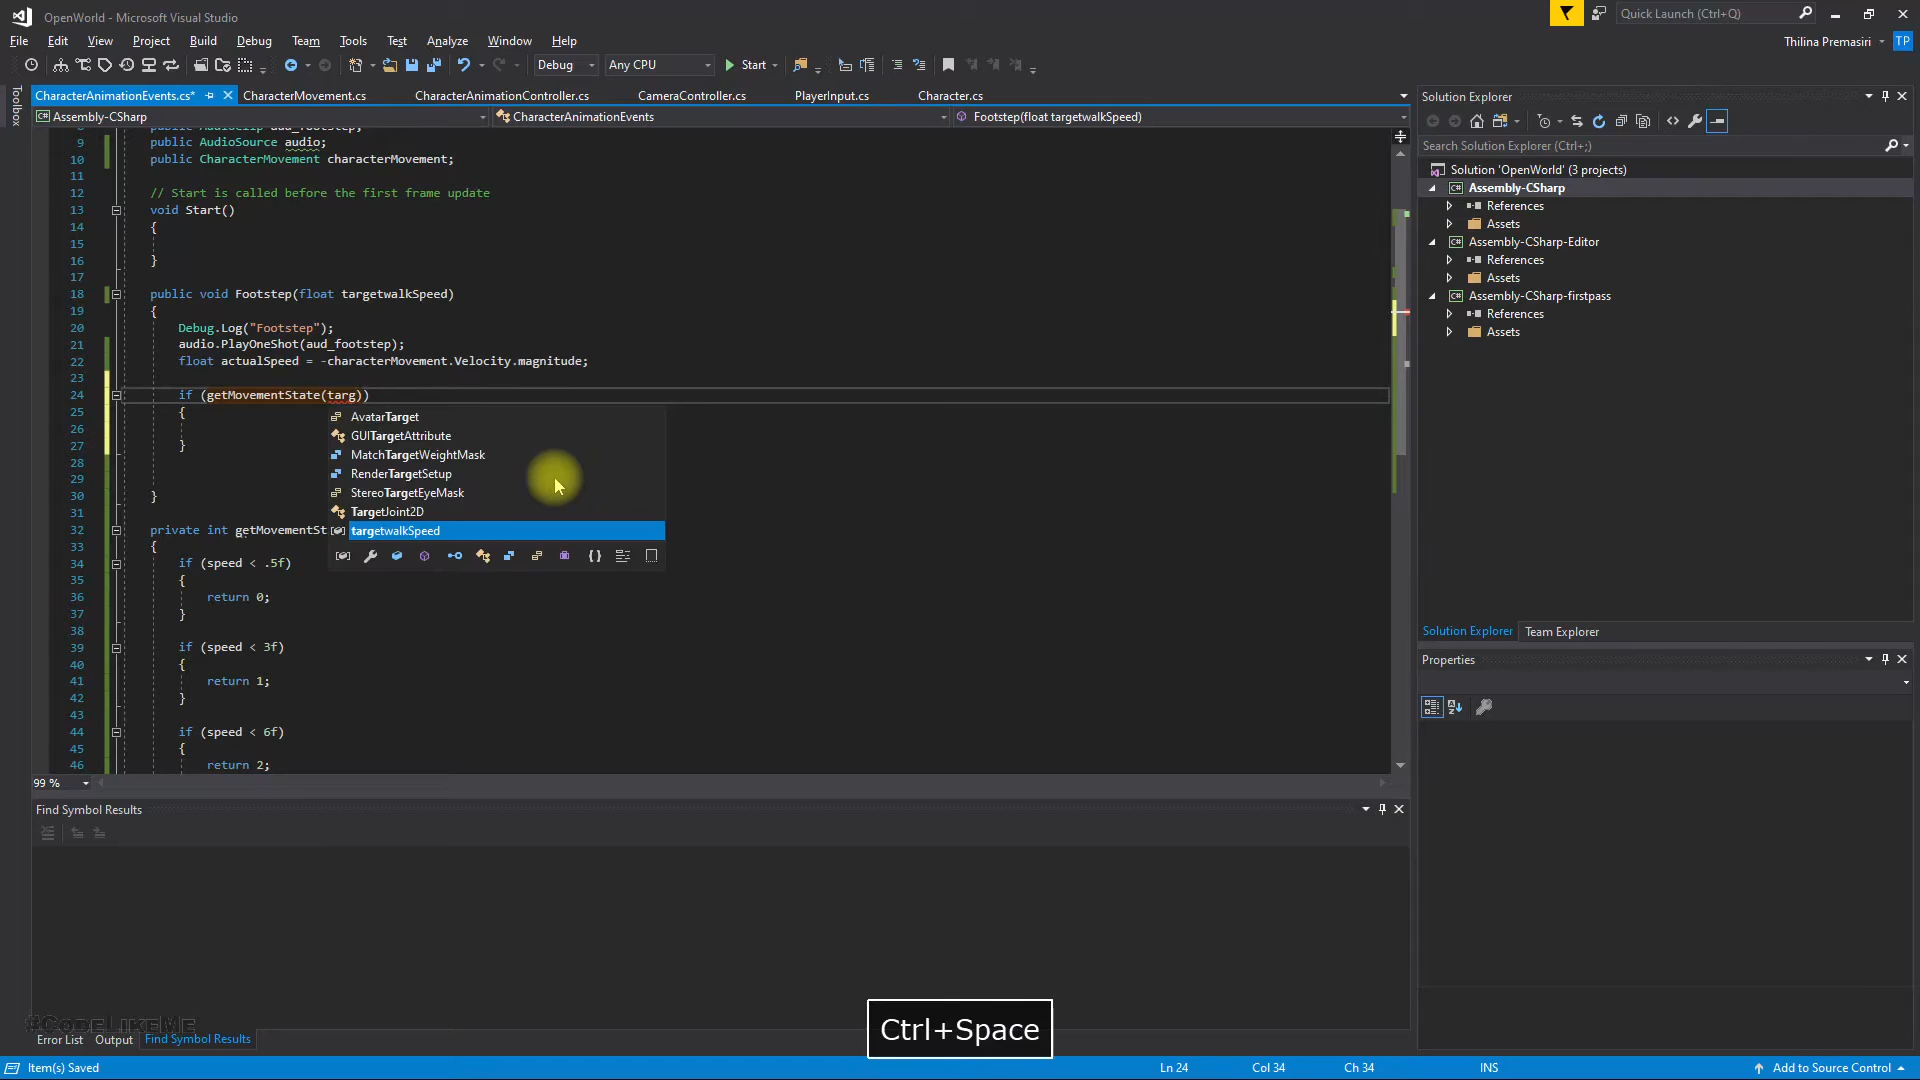 OpenWorld - Microsoft Visual Studio
Quick Launch (Ctrl+Q)
File Edit View Project Build Debug Team Tools Test Analyze Window Help
Thilina Premasiri TP
Debug Any CPU Start
Toolbox
CharacterAnimationEvents.cs* CharacterMovement.cs CharacterAnimationController.cs CameraController.cs PlayerInput.cs Character.cs
Assembly-CSharp CharacterAnimationEvents Footstep(float targetwalkSpeed)
8 public AudioClip aud_footstep;
9 public AudioSource audio;
10 public CharacterMovement characterMovement;
11
12 // Start is called before the first frame update
13 void Start()
14 {
15
16 }
17
18 public void Footstep(float targetwalkSpeed)
19 {
20 Debug.Log("Footstep");
21 audio.PlayOneShot(aud_footstep);
22 float actualSpeed = -characterMovement.Velocity.magnitude;
23
24 if (getMovementState(targ))
25 {
26
27 }
28
29
30 }
31
32 private int getMovementSt
33 {
34 if (speed < .5f)
35 {
36 return 0;
37 }
38
39 if (speed < 3f)
40 {
41 return 1;
42 }
43
44 if (speed < 6f)
45 {
46 return 2;
AvatarTarget
GUITargetAttribute
MatchTargetWeightMask
RenderTargetSetup
StereoTargetEyeMask
TargetJoint2D
targetwalkSpeed
99 %
Find Symbol Results
#CodeLikeMe
Error List Output Find Symbol Results
Ctrl+Space
Solution Explorer
Search Solution Explorer (Ctrl+;)
Solution 'OpenWorld' (3 projects)
Assembly-CSharp
References
Assets
Assembly-CSharp-Editor
References
Assets
Assembly-CSharp-firstpass
References
Assets
Solution Explorer Team Explorer
Properties
Item(s) Saved Ln 24 Col 34 Ch 34 INS Add to Source Control